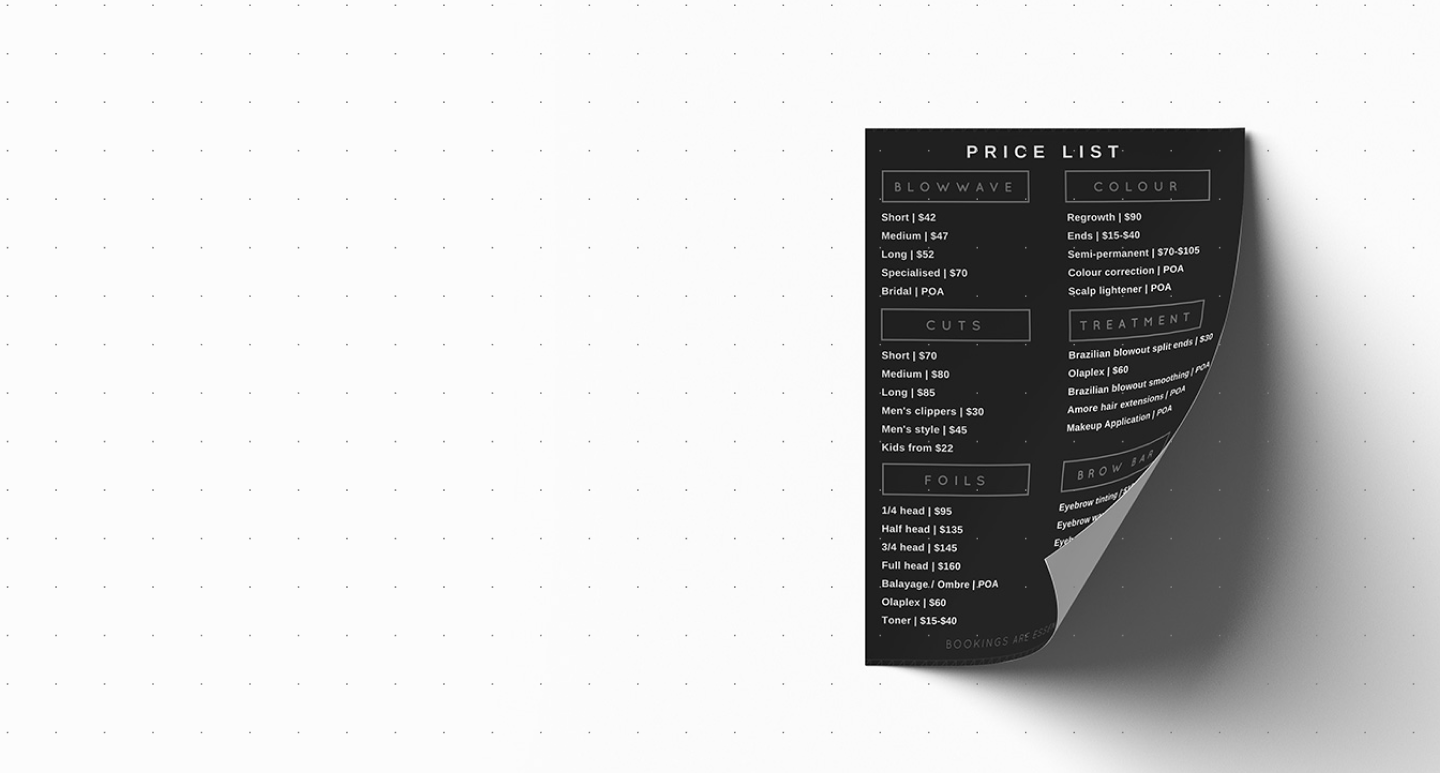 PRICE LIST
BLOWWAVE
Short | $42
Medium | $47
Long | $52
Specialised | $70
Bridal | POA
CUTS
Short | $70
Medium | $80
Long | $85
Men's clippers | $30
Men's style | $45
Kids from $22
FOILS
1/4 head | $95
Half head | $135
3/4 head | $145
Full head | $160
Balayage / Ombre | POA
Olaplex | $60
Toner | $15-$40
COLOUR
Regrowth | $90
Ends | $15-$40
Semi-permanent | $70-$105
Colour correction | POA
Scalp lightener | POA
TREATMENT
Brazilian blowout split ends | $30
Olaplex | $60
Brazilian blowout smoothing | POA
Amore hair extensions | POA
Makeup Application | POA
BROW BAR
Eyebrow tinting |
Eyebrow
BOOKINGS ARE